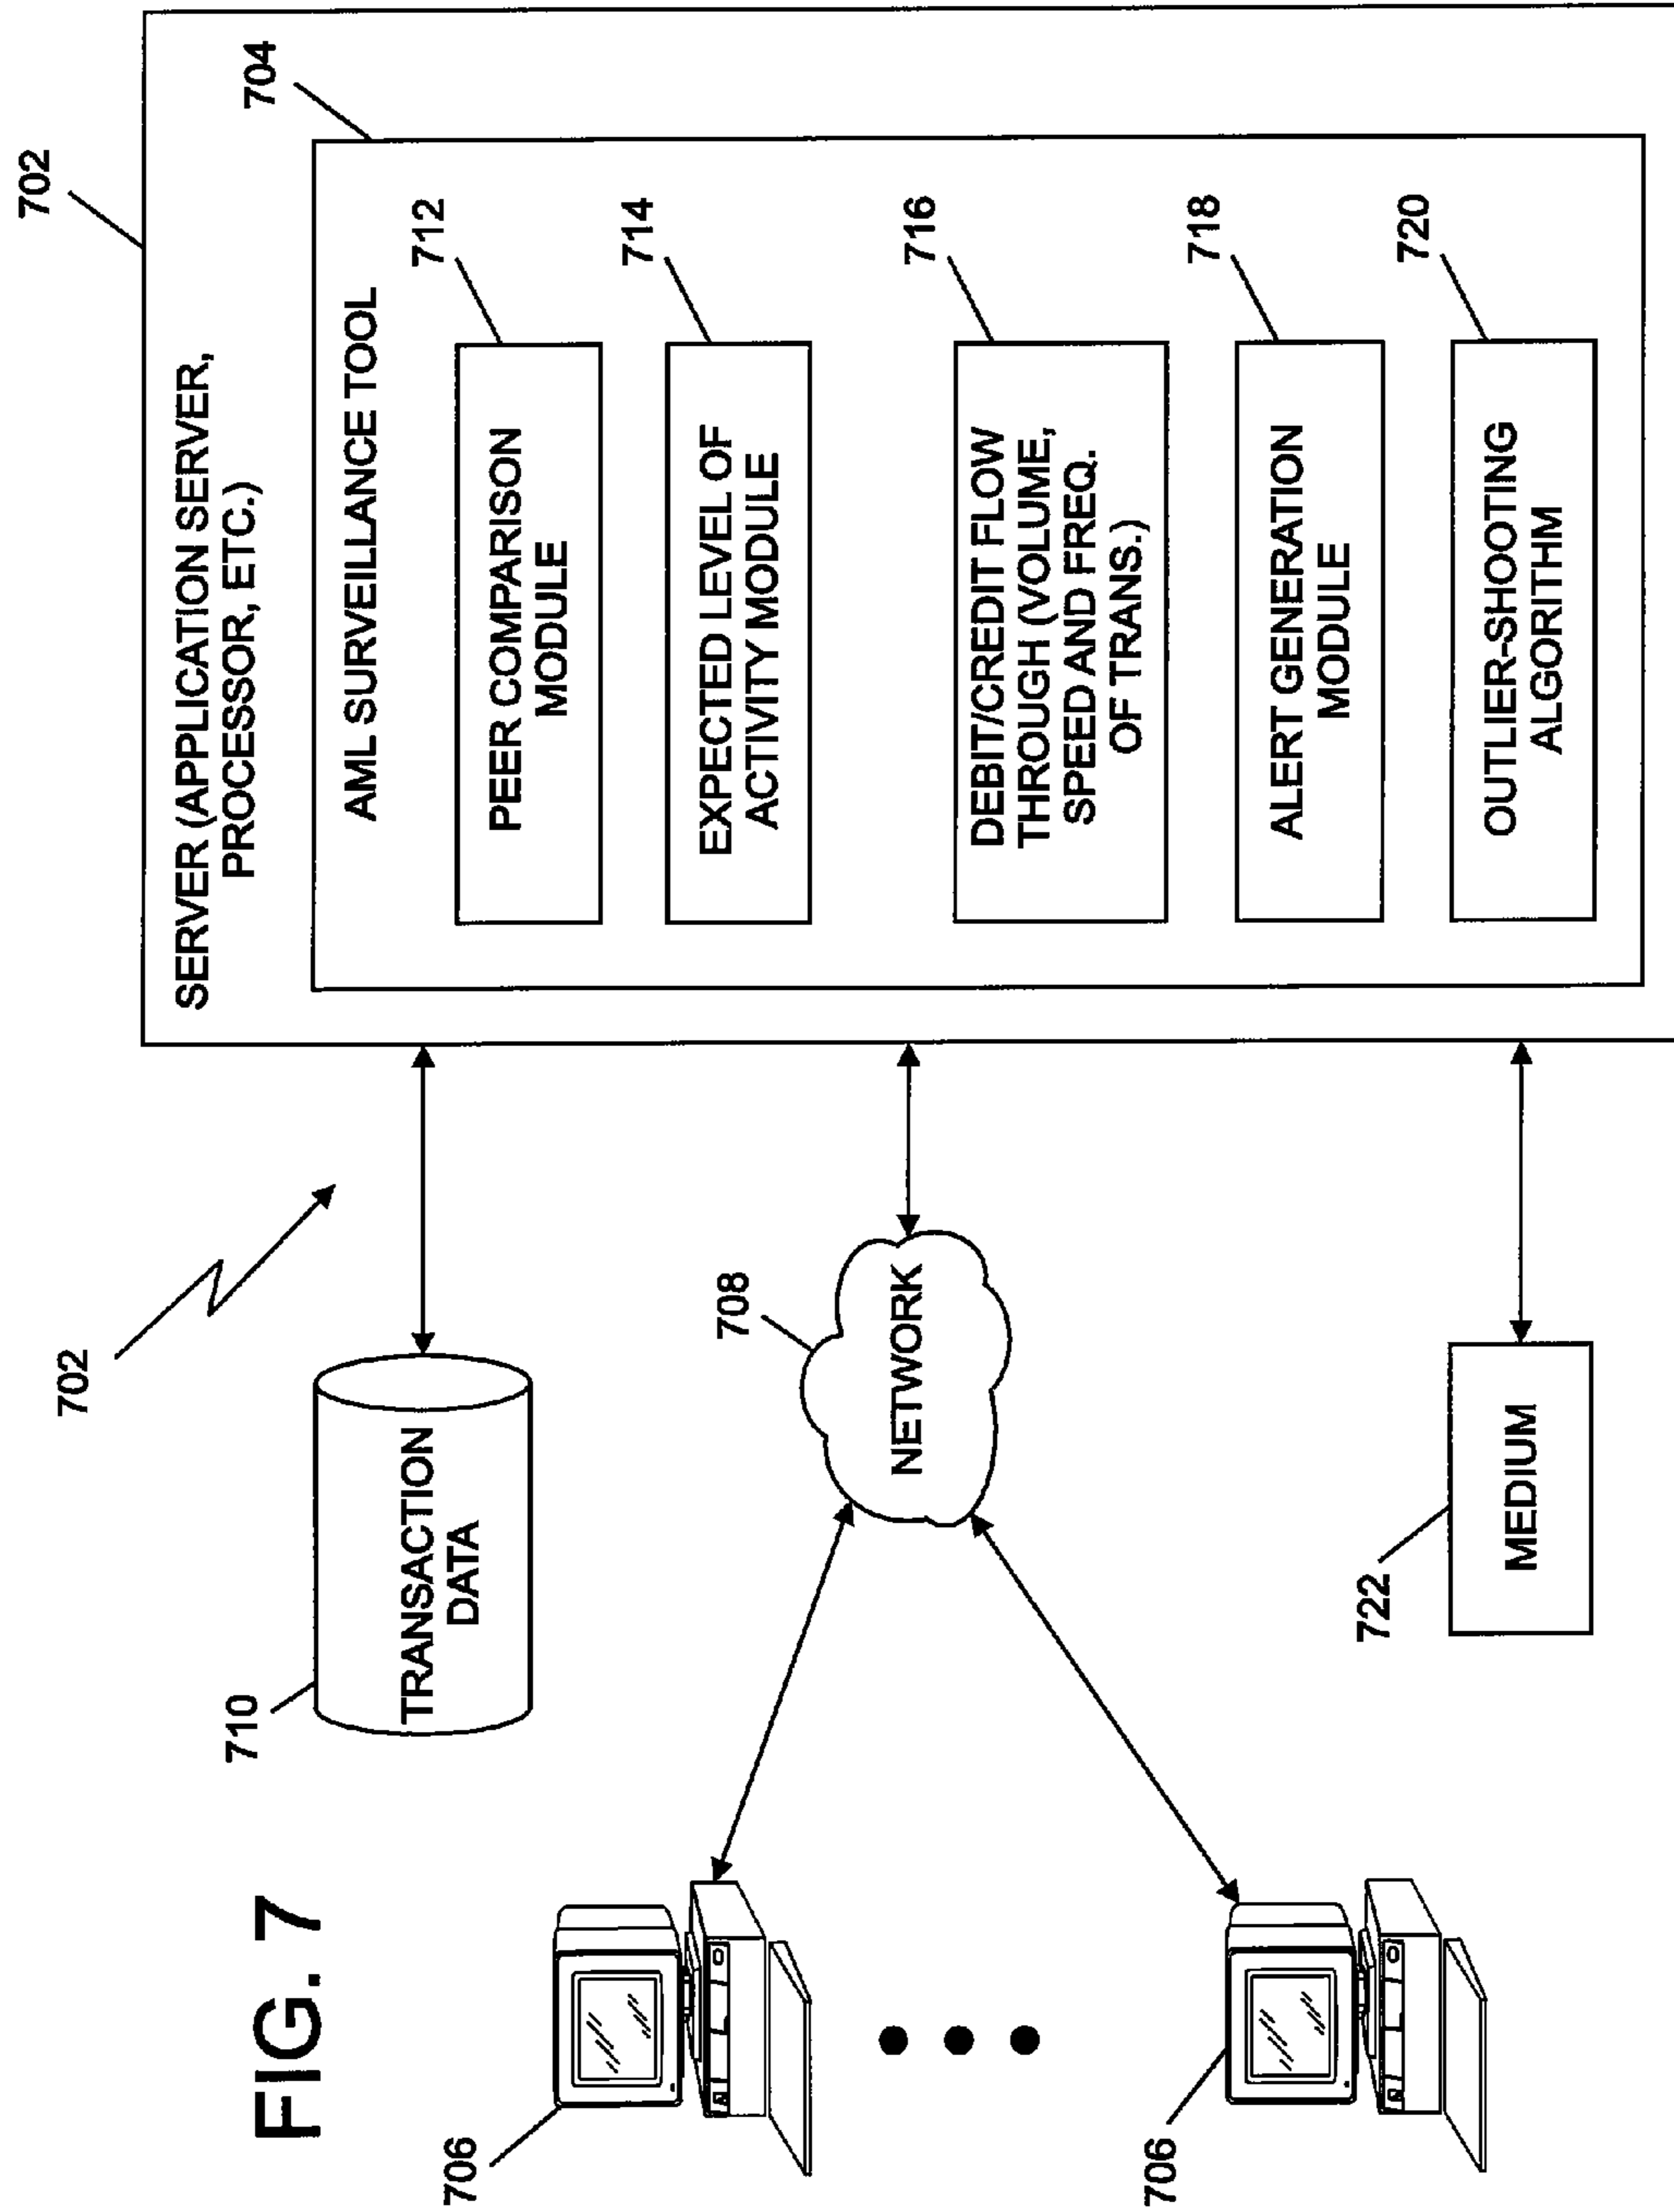 FIG. 7
702
702
SERVER (APPLICATION SERVER,
PROCESSOR, ETC.)
704
AML SURVEILLANCE TOOL
712
PEER COMPARISON
MODULE
714
EXPECTED LEVEL OF
ACTIVITY MODULE
716
DEBIT/CREDIT FLOW
THROUGH (VOLUME,
SPEED AND FREQ.
OF TRANS.)
718
ALERT GENERATION
MODULE
720
OUTLIER-SHOOTING
ALGORITHM
710
TRANSACTION
DATA
708
NETWORK
706
706
722
MEDIUM